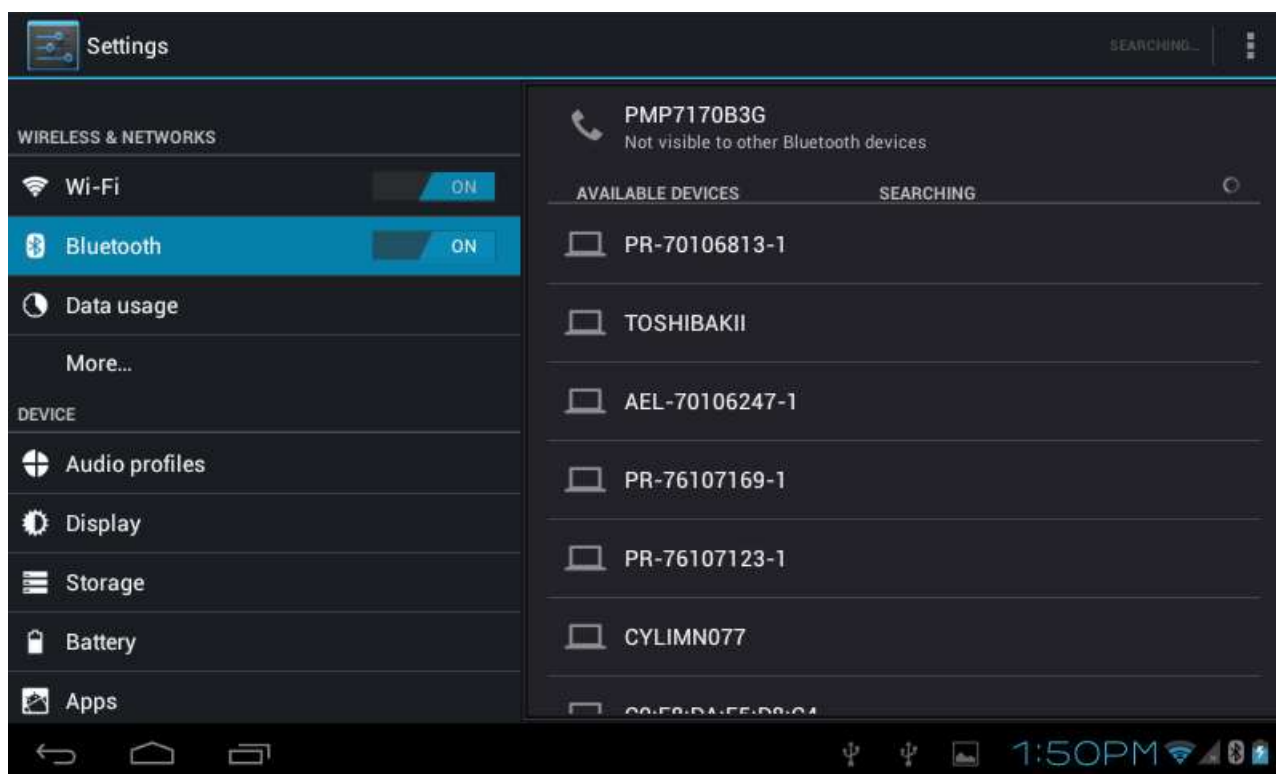 Settings
SEARCHING...
WIRELESS & NETWORKS
Wi-Fi ON
Bluetooth ON
Data usage
More...
DEVICE
Audio profiles
Display
Storage
Battery
Apps
PMP7170B3G
Not visible to other Bluetooth devices
AVAILABLE DEVICES SEARCHING
PR-70106813-1
TOSHIBAKII
AEL-70106247-1
PR-76107169-1
PR-76107123-1
CYLIMN077
1:50PM